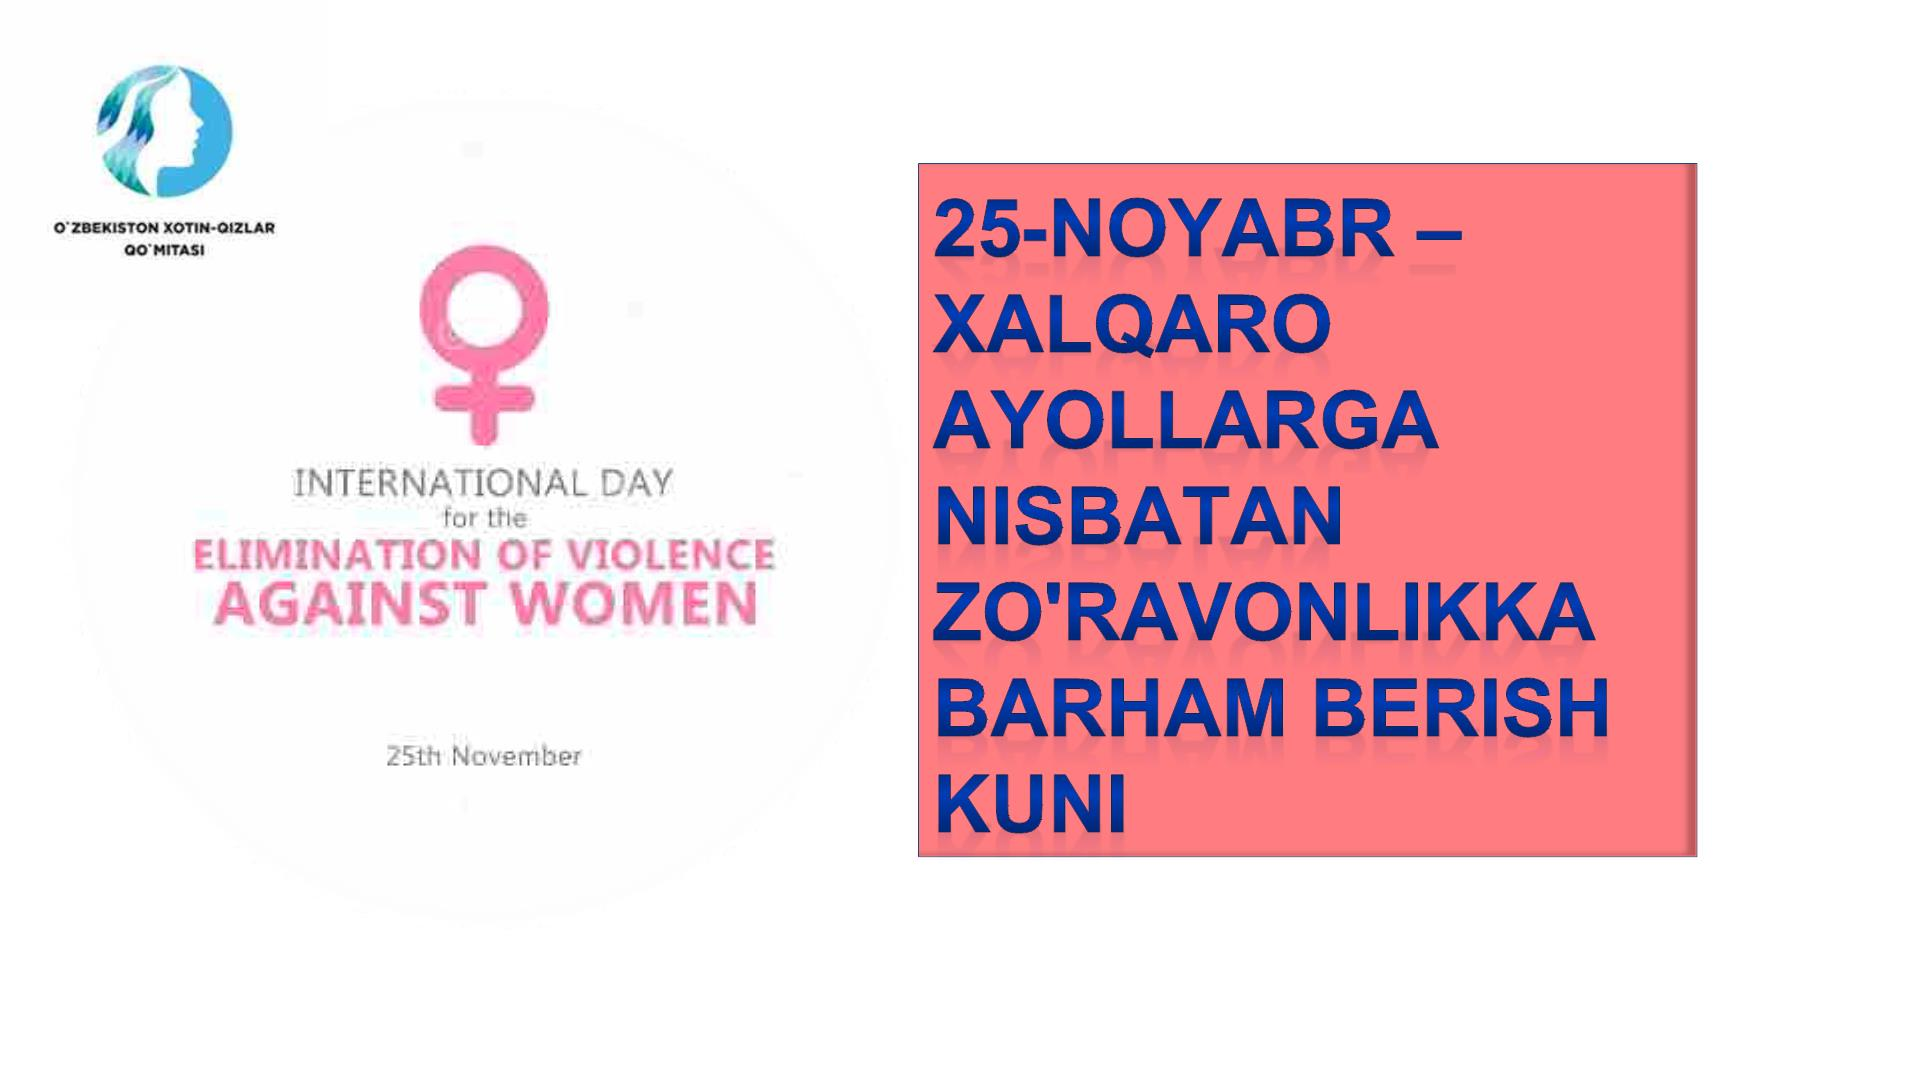 O`ZBEKISTON XOTIN-QIZLAR
QO`MITASI
INTERNATIONAL DAY
for the
ELIMINATION OF VIOLENCE
AGAINST WOMEN
25th November
25-NOYABR –
XALQARO
AYOLLARGA
NISBATAN
ZO'RAVONLIKKA
BARHAM BERISH
KUNI